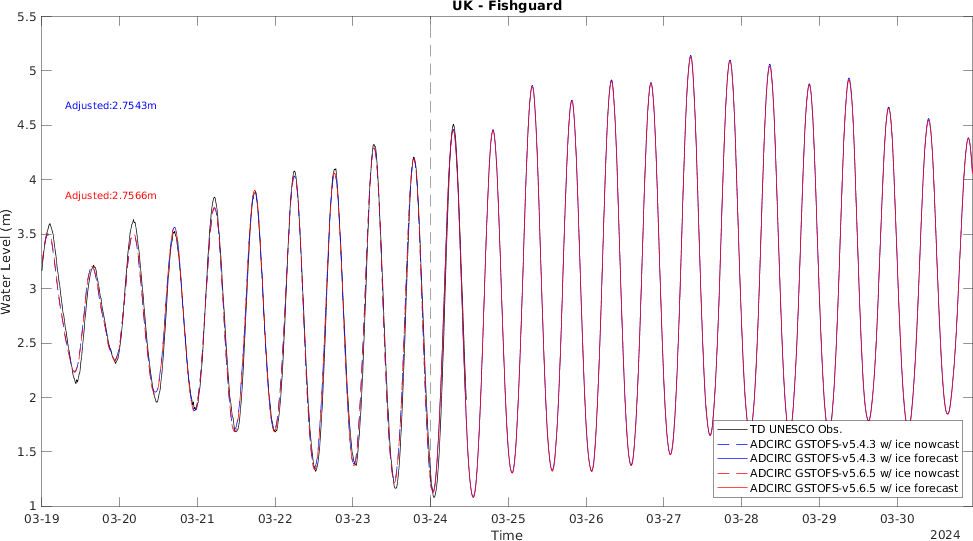 UK - Fishguard
5.5
5
4.5
4
3.5
3
2.5
2
1.5
1
Water Level (m)
Adjusted:2.7543m
Adjusted:2.7566m
TD UNESCO Obs.
ADCIRC GSTOFS-v5.4.3 w/ ice nowcast
ADCIRC GSTOFS-v5.4.3 w/ ice forecast
ADCIRC GSTOFS-v5.6.5 w/ ice nowcast
ADCIRC GSTOFS-v5.6.5 w/ ice forecast
03-19 03-20 03-21 03-22 03-23 03-24 03-25 03-26 03-27 03-28 03-29 03-30
Time
2024